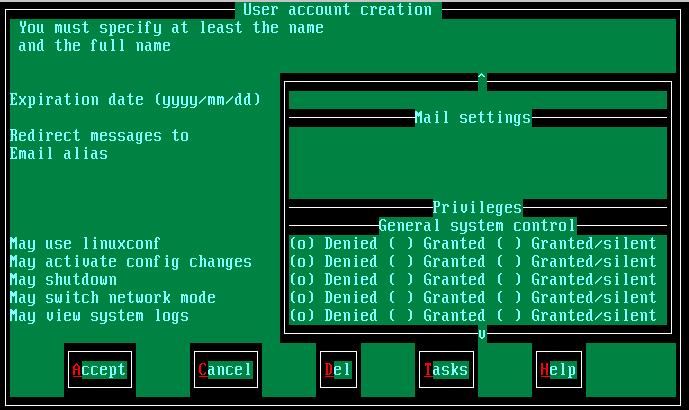 User account creation
You must specify at least the name
and the full name
^
Expiration date (yyyy/mm/dd)
Mail settings
Redirect messages to
Email alias
Privileges
General system control
May use linuxconf (o) Denied ( ) Granted ( ) Granted/silent
May activate config changes (o) Denied ( ) Granted ( ) Granted/silent
May shutdown (o) Denied ( ) Granted ( ) Granted/silent
May switch network mode (o) Denied ( ) Granted ( ) Granted/silent
May view system logs (o) Denied ( ) Granted ( ) Granted/silent
v
Accept Cancel Del Tasks Help